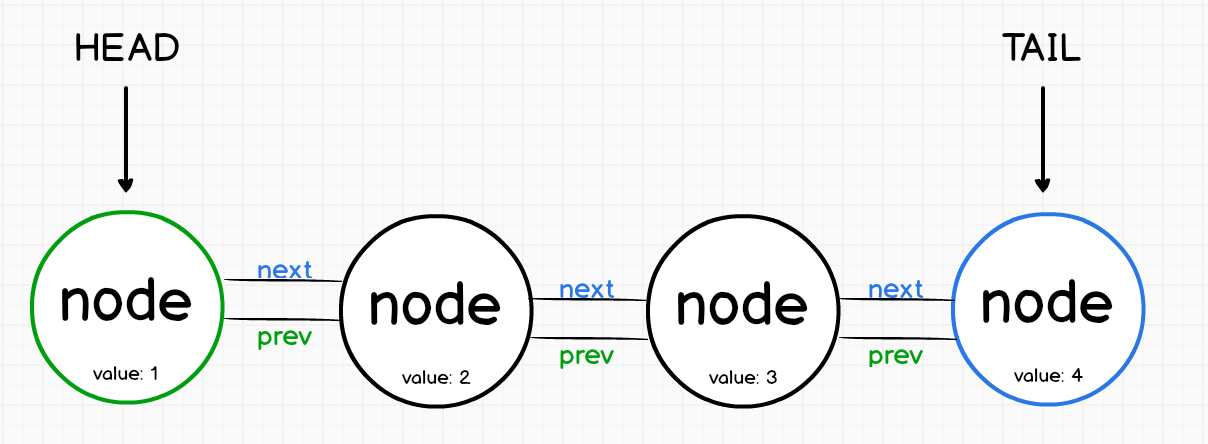 HEAD
TAIL
node
value: 1
next
prev
node
value: 2
next
prev
node
value: 3
next
prev
node
value: 4